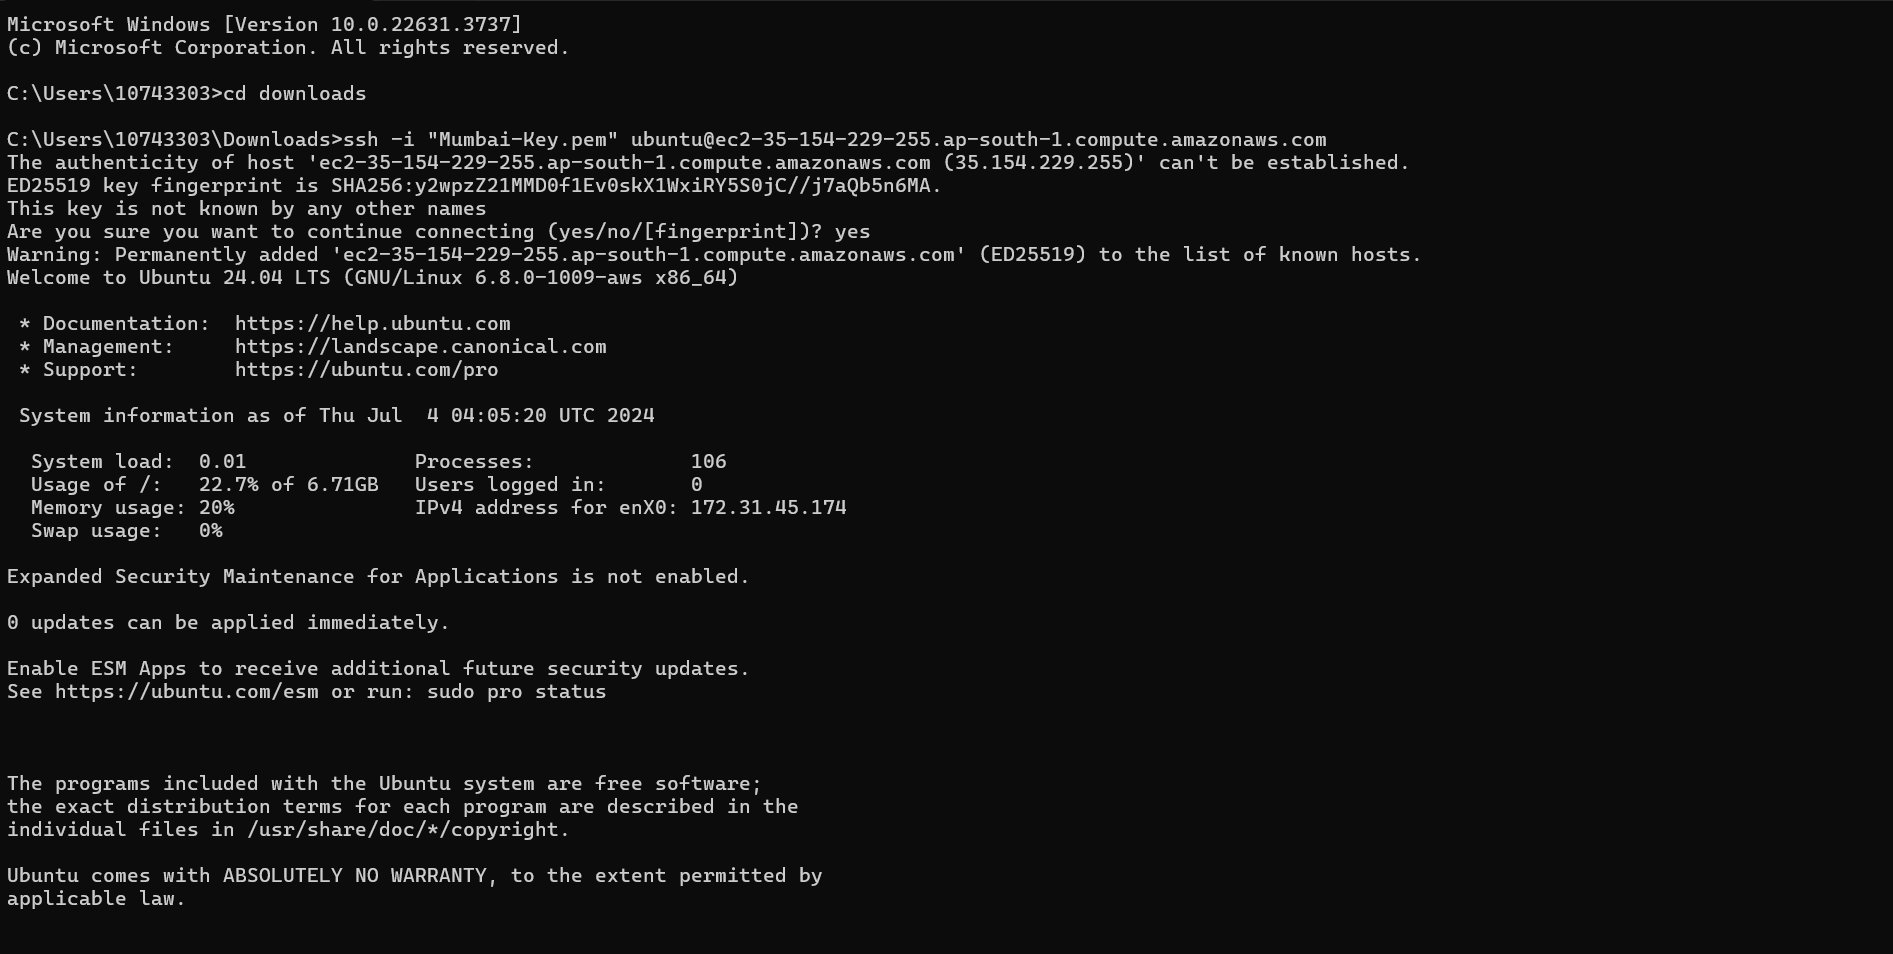 Microsoft Windows [Version 10.0.22631.3737]
(c) Microsoft Corporation. All rights reserved.
C:\Users\10743303>cd downloads
C:\Users\10743303\Downloads>ssh -i "Mumbai-Key.pem" ubuntu@ec2-35-154-229-255.ap-south-1.compute.amazonaws.com
The authenticity of host 'ec2-35-154-229-255.ap-south-1.compute.amazonaws.com (35.154.229.255)' can't be established.
ED25519 key fingerprint is SHA256:y2wpzZ21MMD0f1Ev0skX1WxiRY5S0jC//j7aQb5n6MA.
This key is not known by any other names
Are you sure you want to continue connecting (yes/no/[fingerprint])? yes
Warning: Permanently added 'ec2-35-154-229-255.ap-south-1.compute.amazonaws.com' (ED25519) to the list of known hosts.
Welcome to Ubuntu 24.04 LTS (GNU/Linux 6.8.0-1009-aws x86_64)
* Documentation:  https://help.ubuntu.com
* Management:     https://landscape.canonical.com
* Support:        https://ubuntu.com/pro
System information as of Thu Jul  4 04:05:20 UTC 2024
System load:  0.01              Processes:             106
Usage of /:   22.7% of 6.71GB   Users logged in:       0
Memory usage: 20%               IPv4 address for enX0: 172.31.45.174
Swap usage:   0%
Expanded Security Maintenance for Applications is not enabled.
0 updates can be applied immediately.
Enable ESM Apps to receive additional future security updates.
See https://ubuntu.com/esm or run: sudo pro status
The programs included with the Ubuntu system are free software;
the exact distribution terms for each program are described in the
individual files in /usr/share/doc/*/copyright.
Ubuntu comes with ABSOLUTELY NO WARRANTY, to the extent permitted by
applicable law.